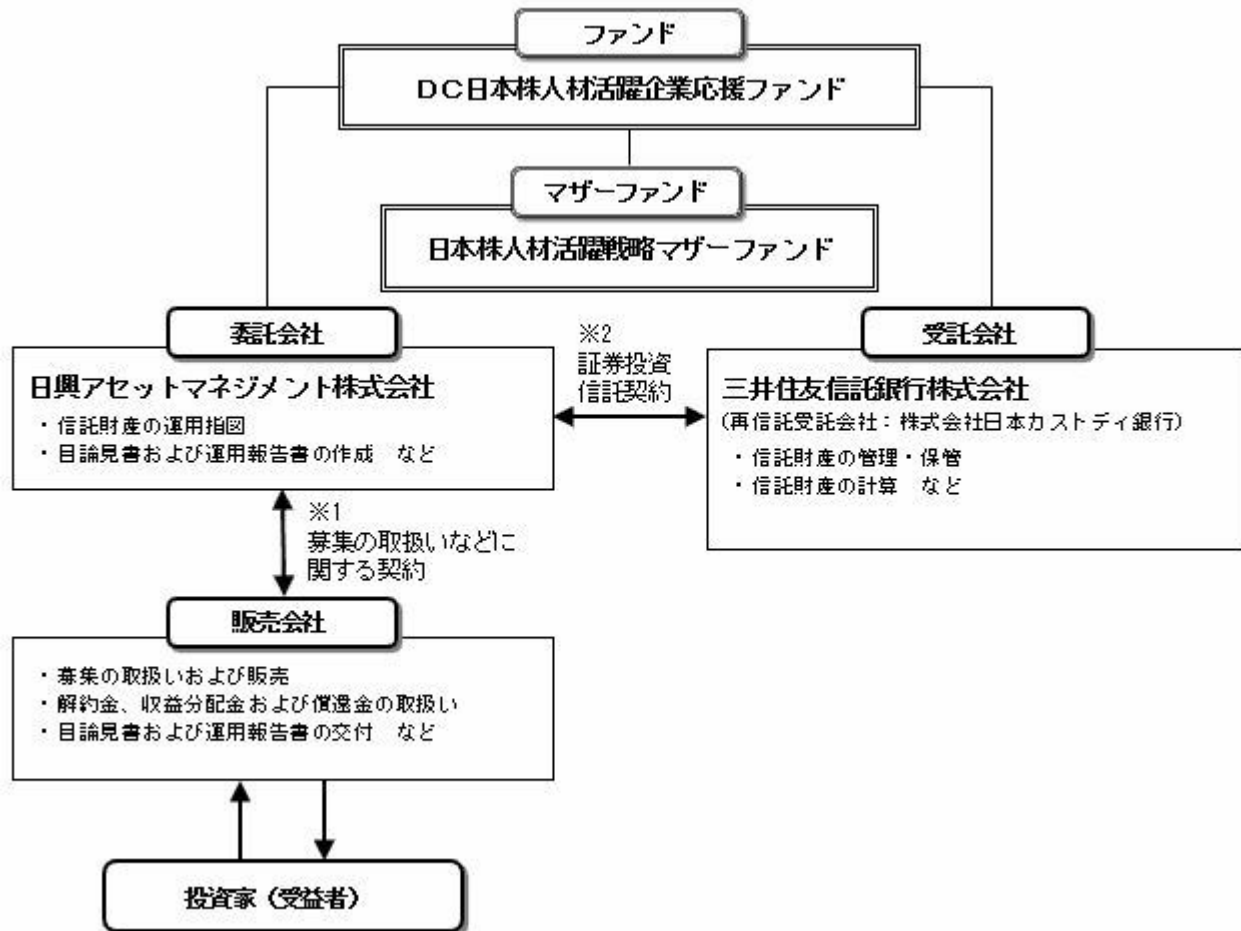 ファンド
DC日本株人材活躍企業応援ファンド
マザーファンド
日本株人材活躍戦略マザーファンド
委託会社
日興アセットマネジメント株式会社
・信託財産の運用指図
・目論見書および運用報告書の作成　など
※2
証券投資
信託契約
受託会社
三井住友信託銀行株式会社
(再信託受託会社：株式会社日本カストディ銀行)
・信託財産の管理・保管
・信託財産の計算　など
※1
募集の取扱いなどに
関する契約
販売会社
・募集の取扱いおよび販売
・解約金、収益分配金および償還金の取扱い
・目論見書および運用報告書の交付　など
投資家（受益者）